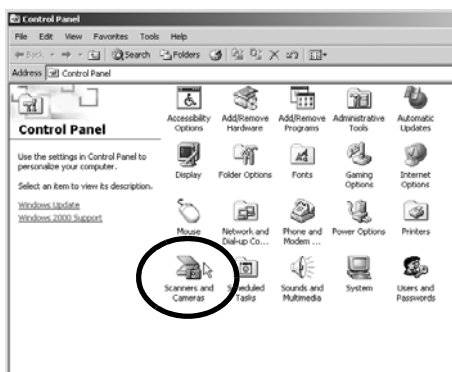 Control Panel
File Edit View Favorites Tools Help
Back Search Folders
Address Control Panel
Control Panel
Use the settings in Control Panel to
personalize your computer.
Select an item to view its description.
Windows Update
Windows 2000 Support
Accessibility Options
Add/Remove Hardware
Add/Remove Programs
Administrative Tools
Automatic Updates
Display
Folder Options
Fonts
Gaming Options
Internet Options
Mouse
Network and Dial-up Co...
Phone and Modem ...
Power Options
Printers
Scanners and Cameras
Scheduled Tasks
Sounds and Multimedia
System
Users and Passwords